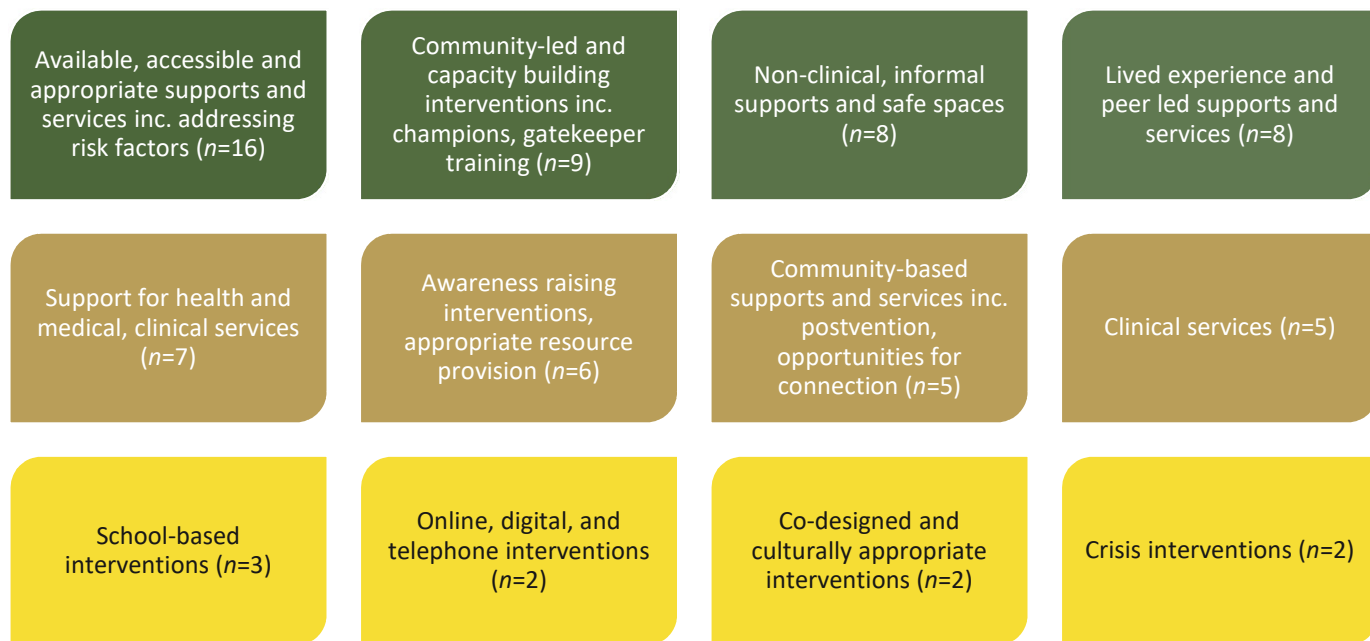 Available, accessible and
appropriate supports and
services inc. addressing
risk factors (n=16)
Community-led and
capacity building
interventions inc.
champions, gatekeeper
training (n=9)
Non-clinical, informal
supports and safe spaces
(n=8)
Lived experience and
peer led supports and
services (n=8)
Support for health and
medical, clinical services
(n=7)
Awareness raising
interventions,
appropriate resource
provision (n=6)
Community-based
supports and services inc.
postvention,
opportunities for
connection (n=5)
Clinical services (n=5)
School-based
interventions (n=3)
Online, digital, and
telephone interventions
(n=2)
Co-designed and
culturally appropriate
interventions (n=2)
Crisis interventions (n=2)